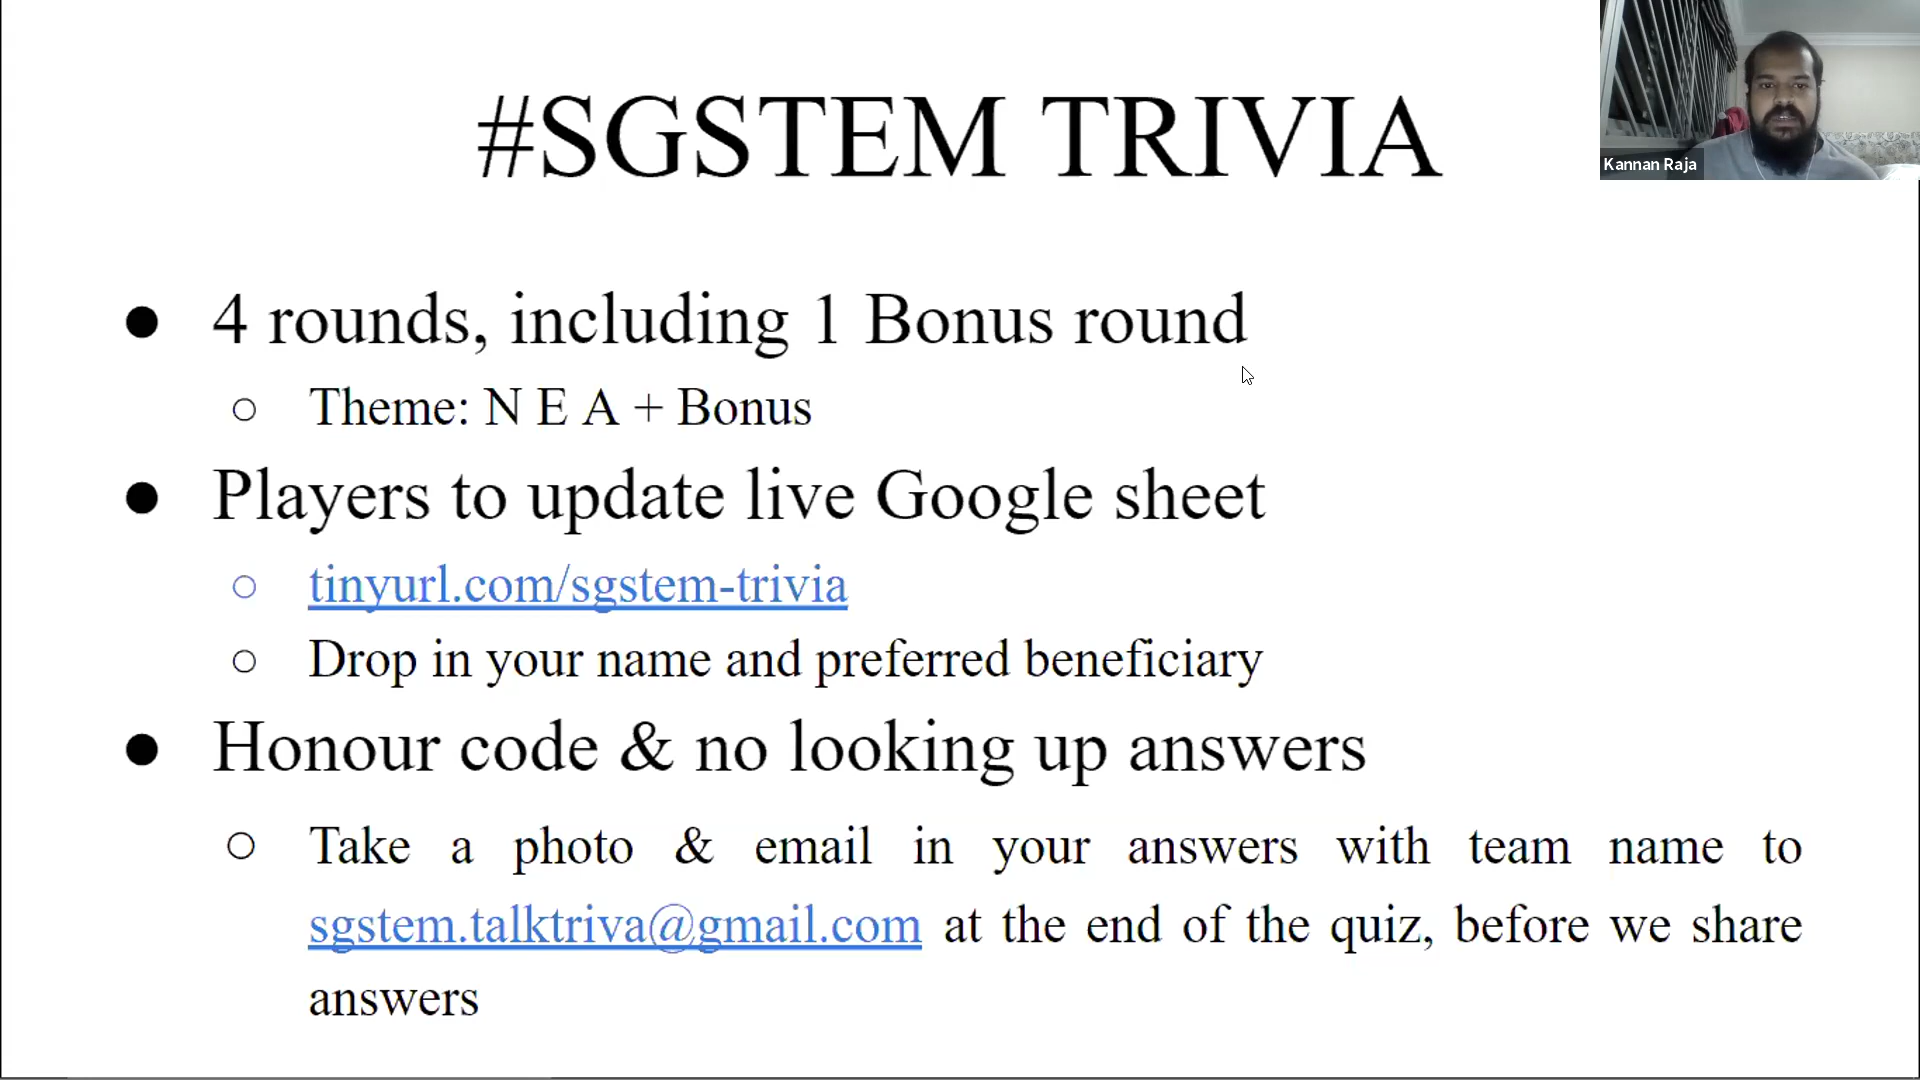 #SGSTEM TRIVIA
Kannan Raja
● 4 rounds, including 1 Bonus round
○ Theme: N E A + Bonus
● Players to update live Google sheet
○ tinyurl.com/sgstem-trivia
○ Drop in your name and preferred beneficiary
● Honour code & no looking up answers
○ Take a photo & email in your answers with team name to
sgstem.talktriva@gmail.com at the end of the quiz, before we share
answers